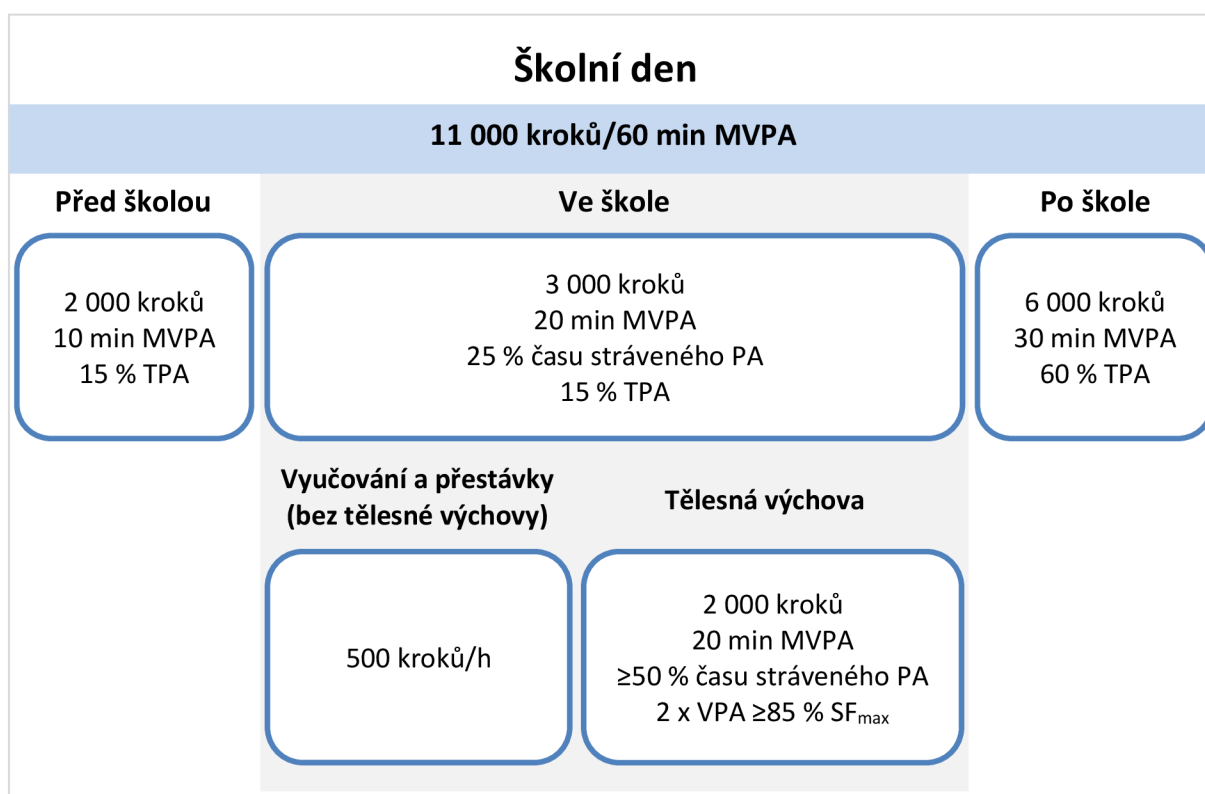 Školní den
11 000 kroků/60 min MVPA
Před školou
2 000 kroků
10 min MVPA
15 % TPA
Ve škole
3 000 kroků
20 min MVPA
25 % času stráveného PA
15 % TPA
Po škole
6 000 kroků
30 min MVPA
60 % TPA
Vyučování a přestávky
(bez tělesné výchovy)
500 kroků/h
Tělesná výchova
2 000 kroků
20 min MVPA
≥50 % času stráveného PA
2 x VPA ≥85 % SFmax